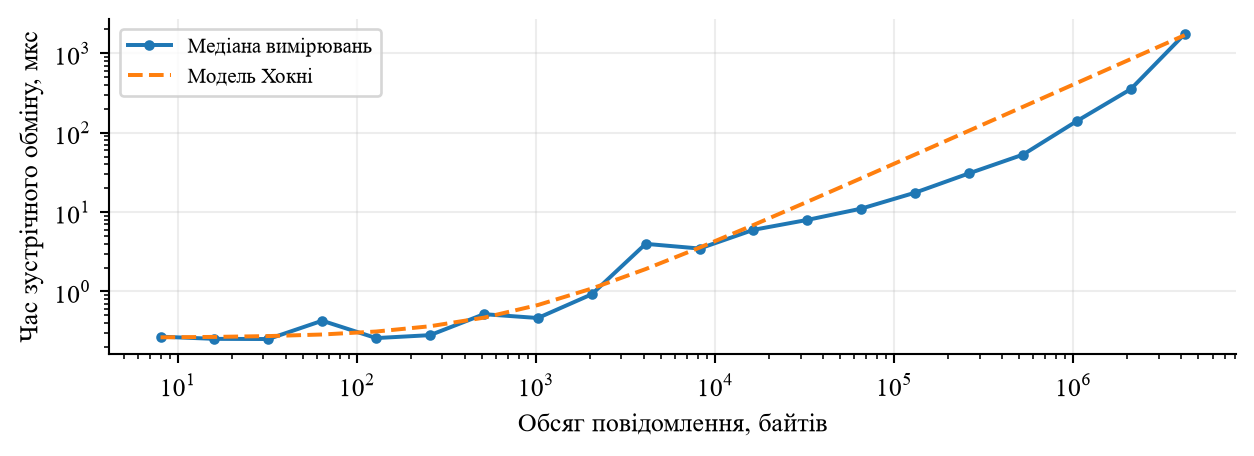 Час зустрічного обміну, мкс
10³
10²
10¹
10⁰
Медіана вимірювань
Модель Хокні
10¹ 10² 10³ 10⁴ 10⁵ 10⁶
Обсяг повідомлення, байтів